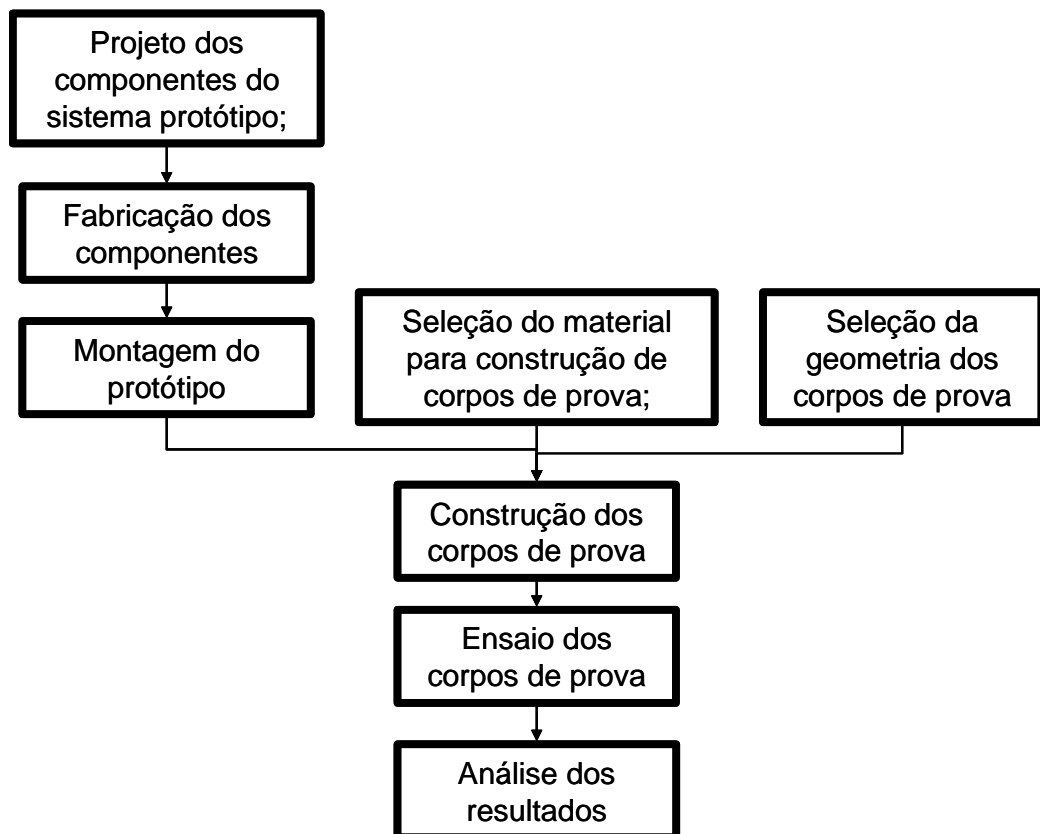 Projeto dos
componentes do
sistema protótipo;
Fabricação dos
componentes
Montagem do
protótipo
Seleção do material
para construção de
corpos de prova;
Seleção da
geometria dos
corpos de prova
Construção dos
corpos de prova
Ensaio dos
corpos de prova
Análise dos
resultados